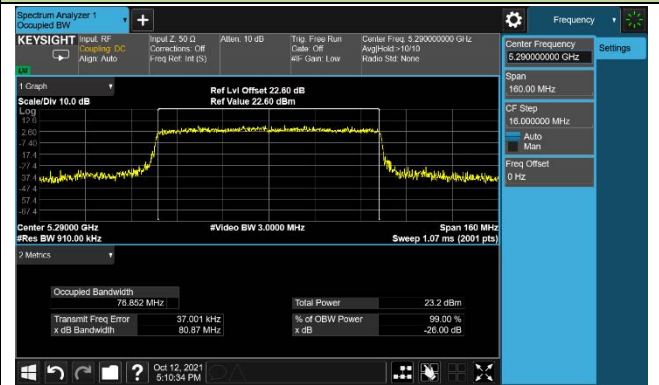 Spectrum Analyzer 1
Occupied BW
Frequency
KEYSIGHT
Input: RF
Coupling: DC
Align: Auto
Input Z: 50 Ω
Corrections: Off
Freq Ref: Int (S)
Atten: 10 dB
Trig: Free Run
Gate: Off
#IF Gain: Low
Center Freq: 5.290000000 GHz
Avg|Hold:>10/10
Radio Std: None
LXI
Center Frequency
5.290000000 GHz
Settings
Span
160.00 MHz
CF Step
16.000000 MHz
Auto
Man
Freq Offset
0 Hz
1 Graph
Scale/Div 10.0 dB
Ref Lvl Offset 22.60 dB
Ref Value 22.60 dBm
Log
12.6
2.60
-7.40
-17.4
-27.4
-37.4
-47.4
-57.4
-67.4
Center 5.29000 GHz
#Video BW 3.0000 MHz
Span 160 MHz
#Res BW 910.00 kHz
Sweep 1.07 ms (2001 pts)
2 Metrics
Occupied Bandwidth
76.852 MHz
Total Power 23.2 dBm
Transmit Freq Error 37.001 kHz
% of OBW Power 99.00 %
x dB Bandwidth 80.87 MHz
x dB -26.00 dB
?
Oct 12, 2021
5:10:34 PM